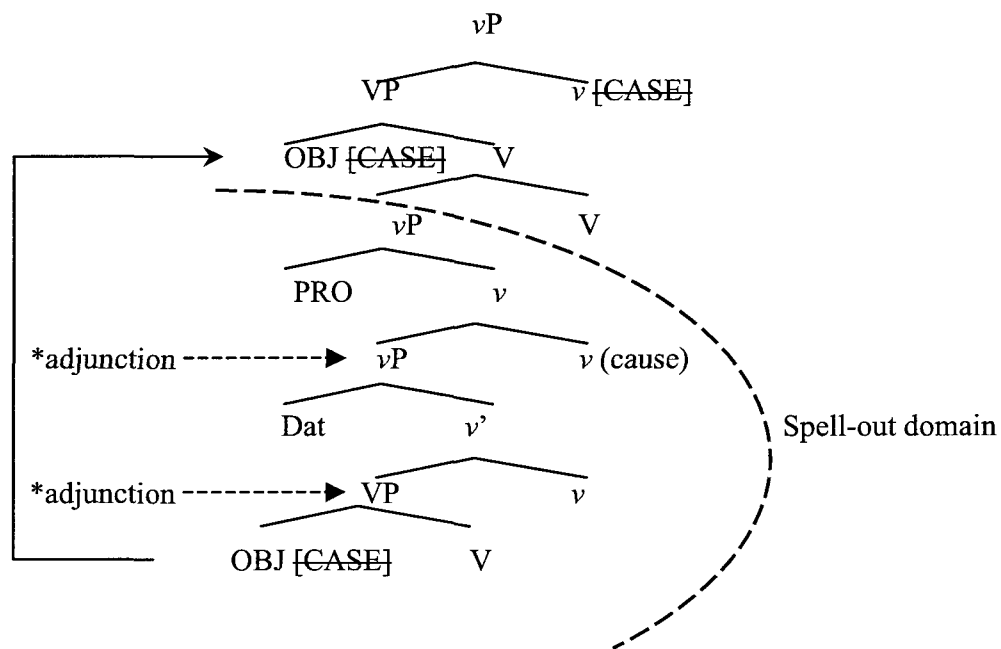 vP
VP v [CASE]
OBJ [CASE] V
vP V
PRO v
*adjunction vP v (cause)
Dat v’ Spell-out domain
*adjunction VP v
OBJ [CASE] V